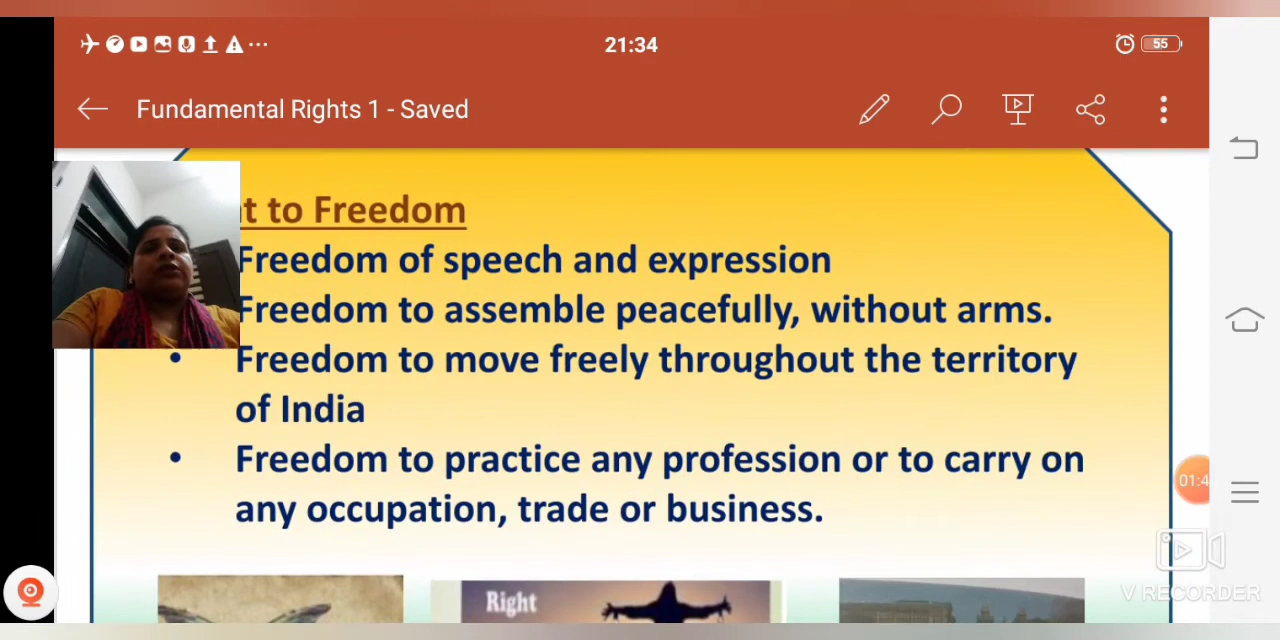 21:34
55
Fundamental Rights 1 - Saved
t to Freedom
Freedom of speech and expression
Freedom to assemble peacefully, without arms.
• Freedom to move freely throughout the territory
of India
• Freedom to practice any profession or to carry on
any occupation, trade or business.
01:4
Right
V RECORDER